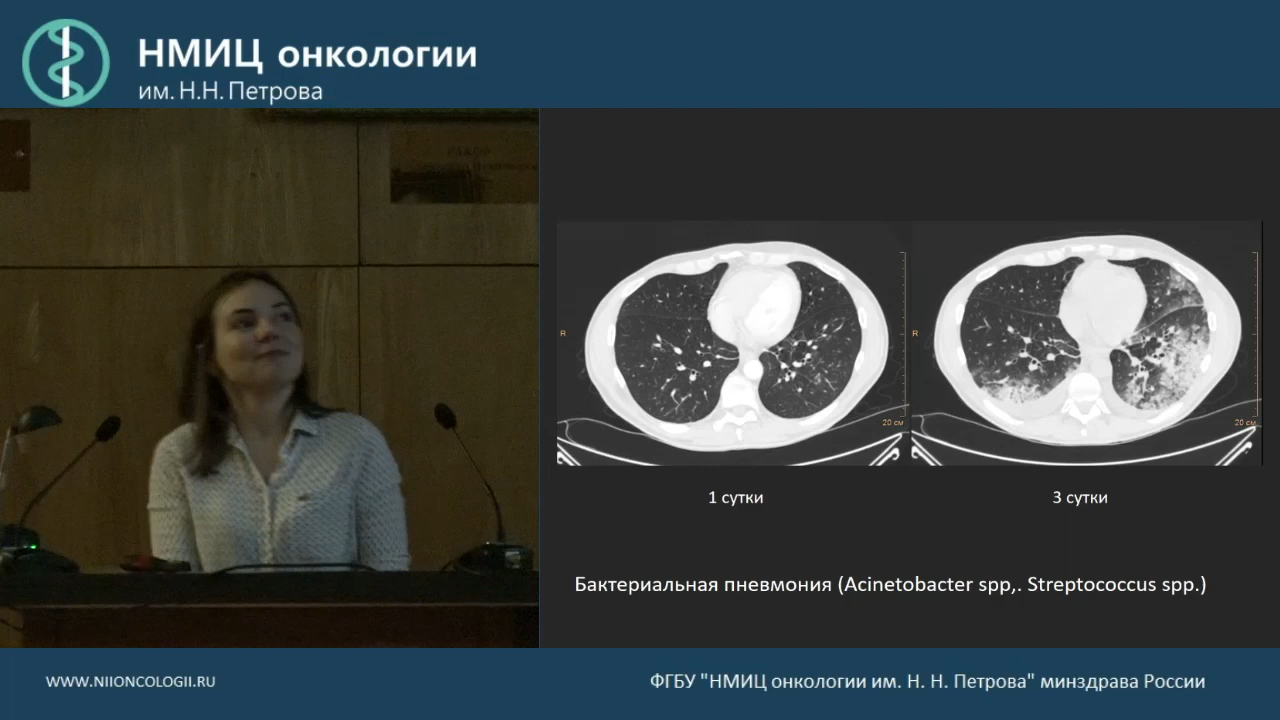 НМИЦ онкологии
им. Н.Н. Петрова
R
20 см
R
20 см
1 сутки
3 сутки
Бактериальная пневмония (Acinetobacter spp,. Streptococcus spp.)
WWW.NIIONCOLOGII.RU
ФГБУ "НМИЦ онкологии им. Н. Н. Петрова" минздрава России